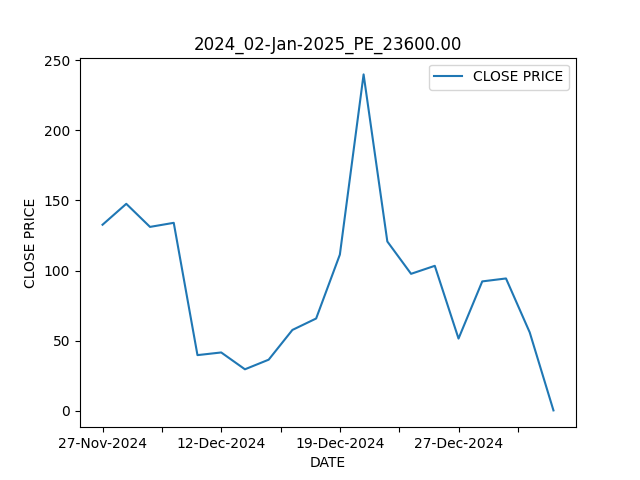 2024_02-Jan-2025_PE_23600.00
CLOSE PRICE
250
200
150
100
50
0
CLOSE PRICE
27-Nov-2024
12-Dec-2024
19-Dec-2024
27-Dec-2024
DATE